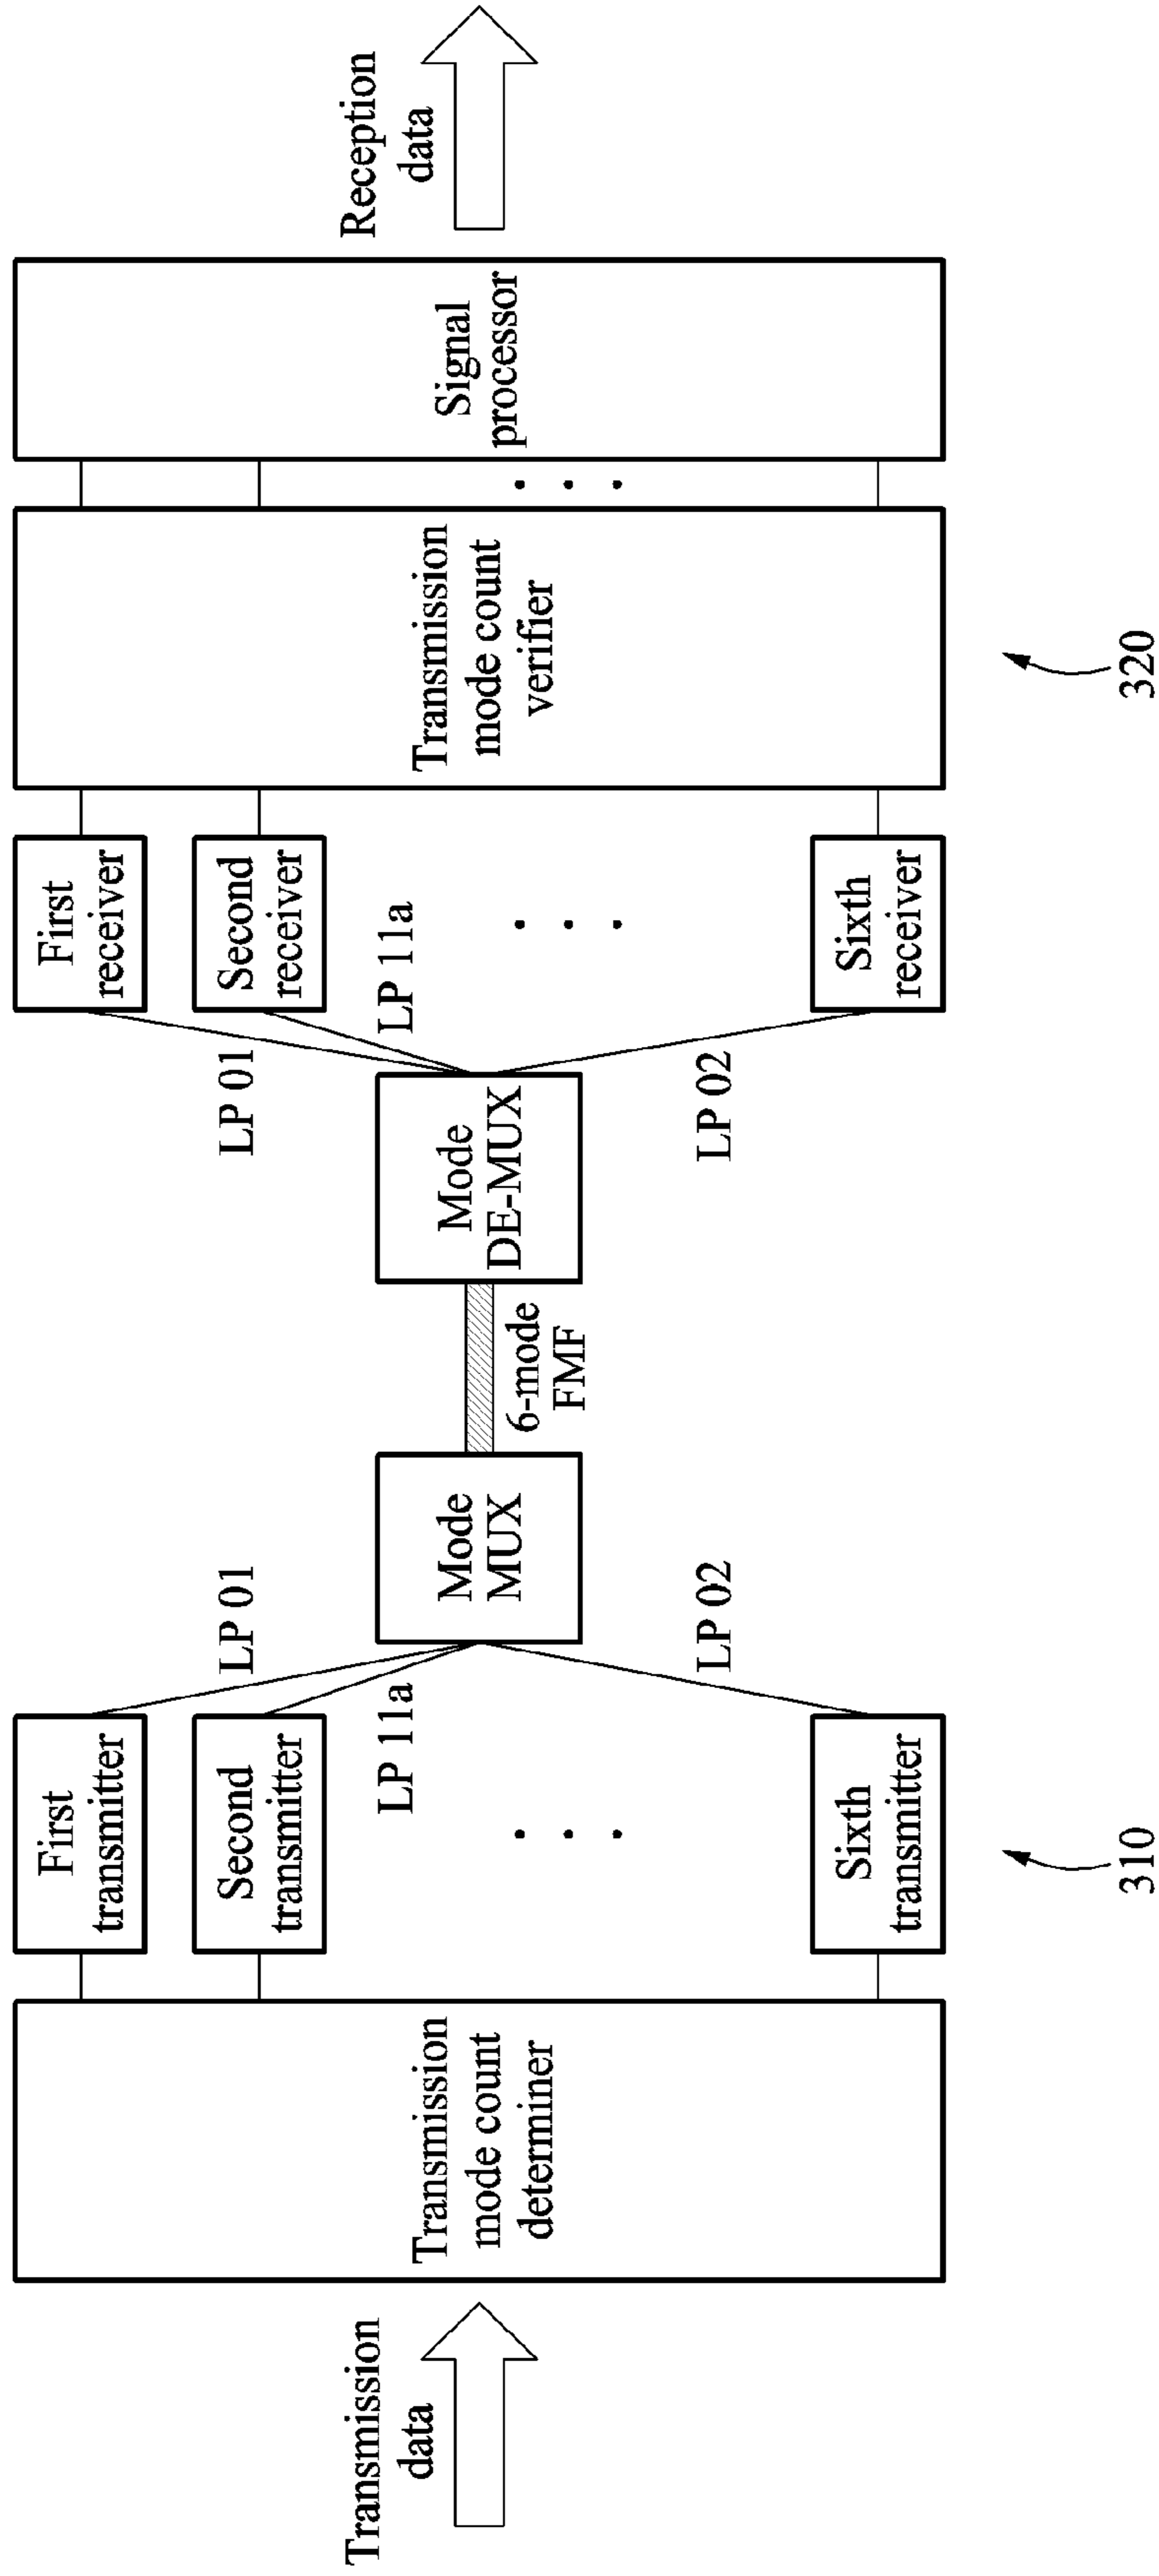 Transmission
data
Transmission
mode count
determiner
First
transmitter
Second
transmitter
Sixth
transmitter
310
LP 01
LP 11a
LP 02
Mode
MUX
6-mode
FMF
Mode
DE-MUX
LP 01
LP 11a
LP 02
First
receiver
Second
receiver
Sixth
receiver
Transmission
mode count
verifier
320
Signal
processor
Reception
data